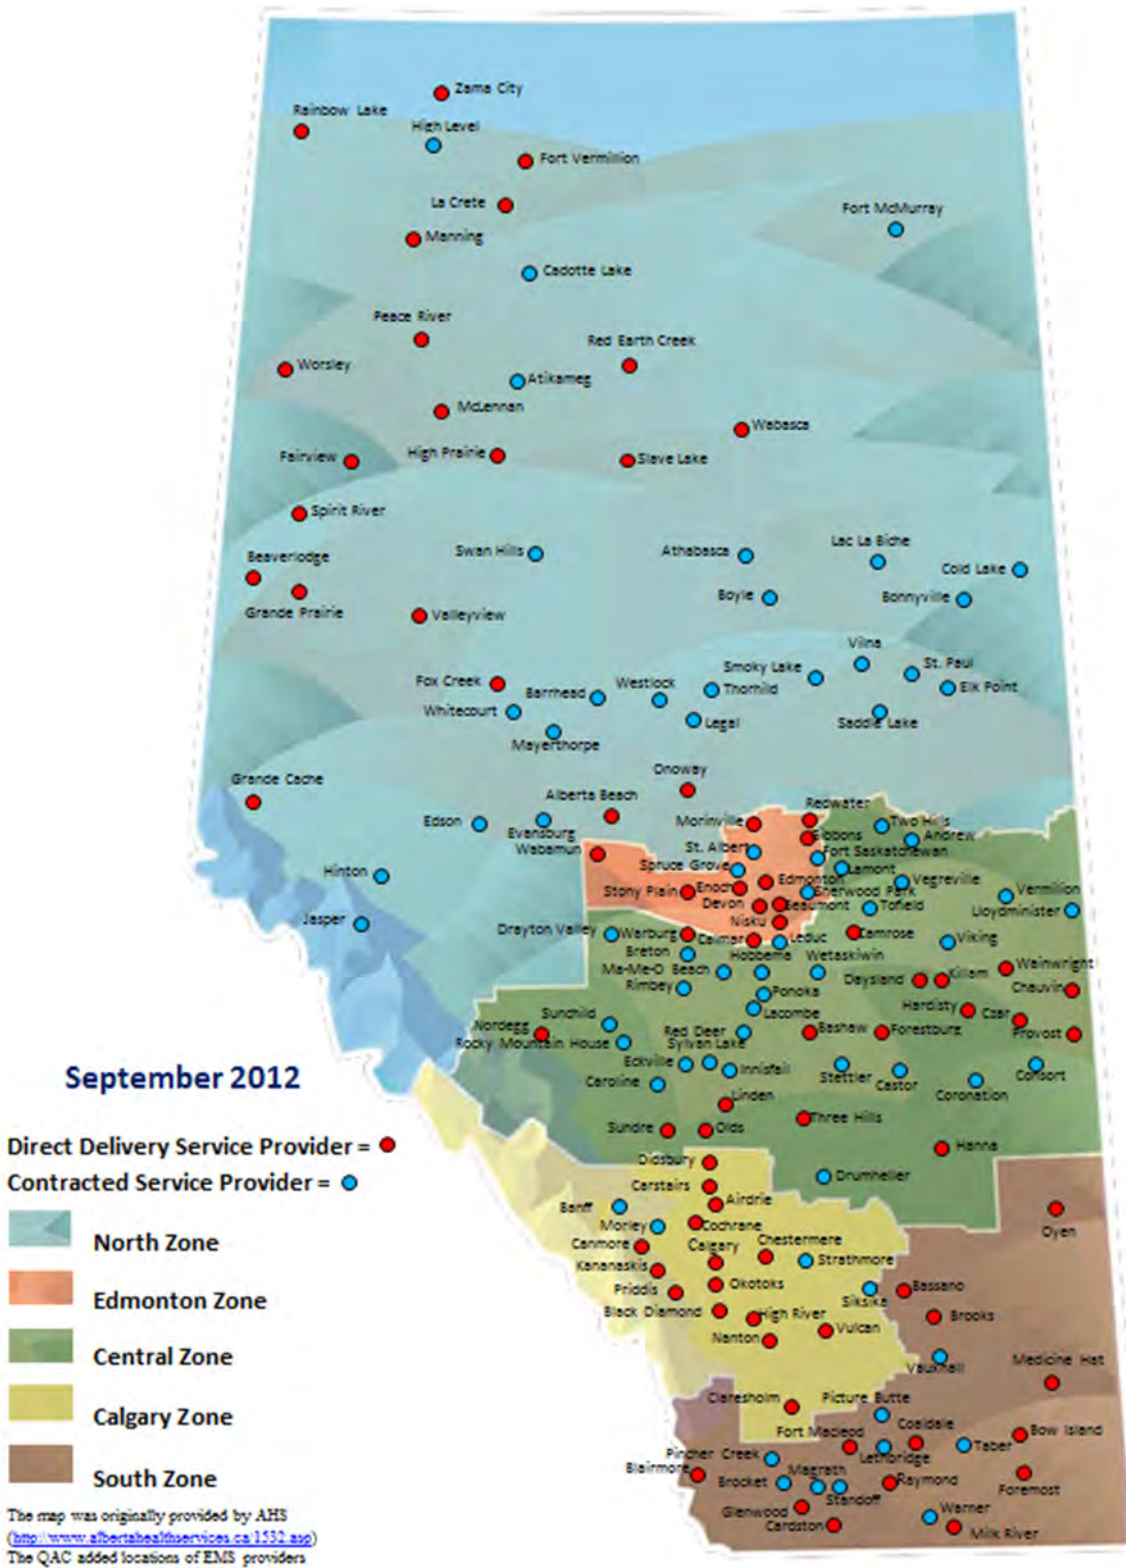 Zama City
Rainbow Lake
High Level
Fort Vermillion
La Crete
Fort McMurray
Manning
Cadotte Lake
Peace River
Red Earth Creek
Worsley
Atikameg
McLennan
Wabasca
High Prairie
Fairview
Slave Lake
Spirit River
Swan Hills
Athabasca
Lac La Biche
Beaverlodge
Cold Lake
Grande Prairie
Boyle
Bonnyville
Valleyview
Vilna
Smoky Lake
St. Paul
Fox Creek
Barrhead
Westlock
Thorhild
Elk Point
Whitecourt
Legal
Saddle Lake
Mayerthorpe
Onoway
Grande Cache
Alberta Beach
Redwater
Edson
Evansburg
Morinville
Two Hills
Gibbons
Andrew
Wabamun
St. Albert
Fort Saskatchewan
Spruce Grove
Lamont
Hinton
Stony Plain
Enoch
Edmonton
Sherwood Park
Vegreville
Vermilion
Devon
Beaumont
Tofield
Lloydminister
Jasper
Nisku
Drayton Valley
Warburg
Calmar
Leduc
Camrose
Viking
Breton
Hobbema
Wetaskiwin
Ma-Me-O Beach
Wainwright
Rimbey
Ponoka
Daysland
Killam
Chauvin
Lacombe
Hardisty
Czar
Sunchild
Nordegg
Red Deer
Bashaw
Forestburg
Provost
Rocky Mountain House
Sylvan Lake
Eckville
Innisfail
Stettler
Castor
Consort
Caroline
Coronation
September 2012
Linden
Three Hills
Sundre
Olds
Direct Delivery Service Provider =
Hanna
Didsbury
Drumheller
Contracted Service Provider =
Carstairs
Airdrie
Banff
Morley
Cochrane
Oyen
North Zone
Canmore
Calgary
Chestermere
Strathmore
Kananaskis
Priddis
Okotoks
Siksika
Bassano
Edmonton Zone
Black Diamond
High River
Brooks
Nanton
Vulcan
Central Zone
Vauxhall
Medicine Hat
Claresholm
Picture Butte
Calgary Zone
Fort Macleod
Coaldale
Bow Island
Lethbridge
Taber
Pincher Creek
Blairmore
Brocket
Magrath
Raymond
Foremost
South Zone
Standoff
Glenwood
Warner
Cardston
Milk River
The map was originally provided by AHS
(http://www.albertahealthservices.ca/1532.asp)
The QAC added locations of EMS providers